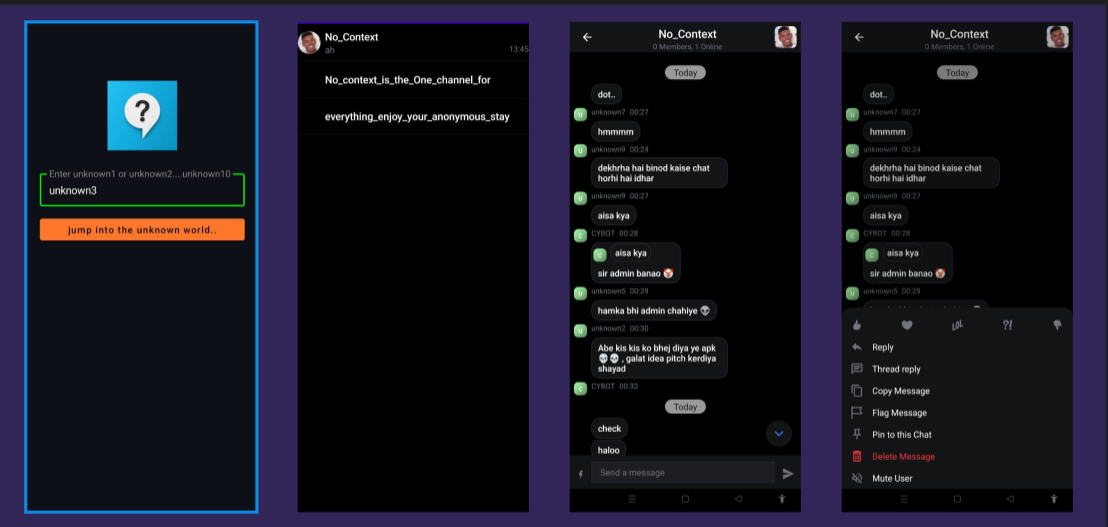 ?
Enter unknown1 or unknown2....unknown10
unknown3
jump into the unknown world..
No_Context
ah
13:45
No_context_is_the_One_channel_for
everything_enjoy_your_anonymous_stay
No_Context
0 Members, 1 Online
Today
dot..
U unknown7 00:27
hmmmm
U unknown9 00:24
dekhrha hai binod kaise chat
horhi hai idhar
U unknown9 00:27
aisa kya
C CYBOT 00:28
C aisa kya
sir admin banao 🤡
U unknown5 00:29
hamka bhi admin chahiye 👽
U unknown2 00:30
Abe kis kis ko bhej diya ye apk
💀💀 , galat idea pitch kerdiya
shayad
C CYBOT 00:32
Today
check
haloo
Send a message
No_Context
0 Members, 1 Online
Today
dot..
U unknown7 00:27
hmmmm
U unknown9 00:24
dekhrha hai binod kaise chat
horhi hai idhar
U unknown9 00:27
aisa kya
C CYBOT 00:28
C aisa kya
sir admin banao 🤡
U unknown5 00:29
LOL
?!
Reply
Thread reply
Copy Message
Flag Message
Pin to this Chat
Delete Message
Mute User